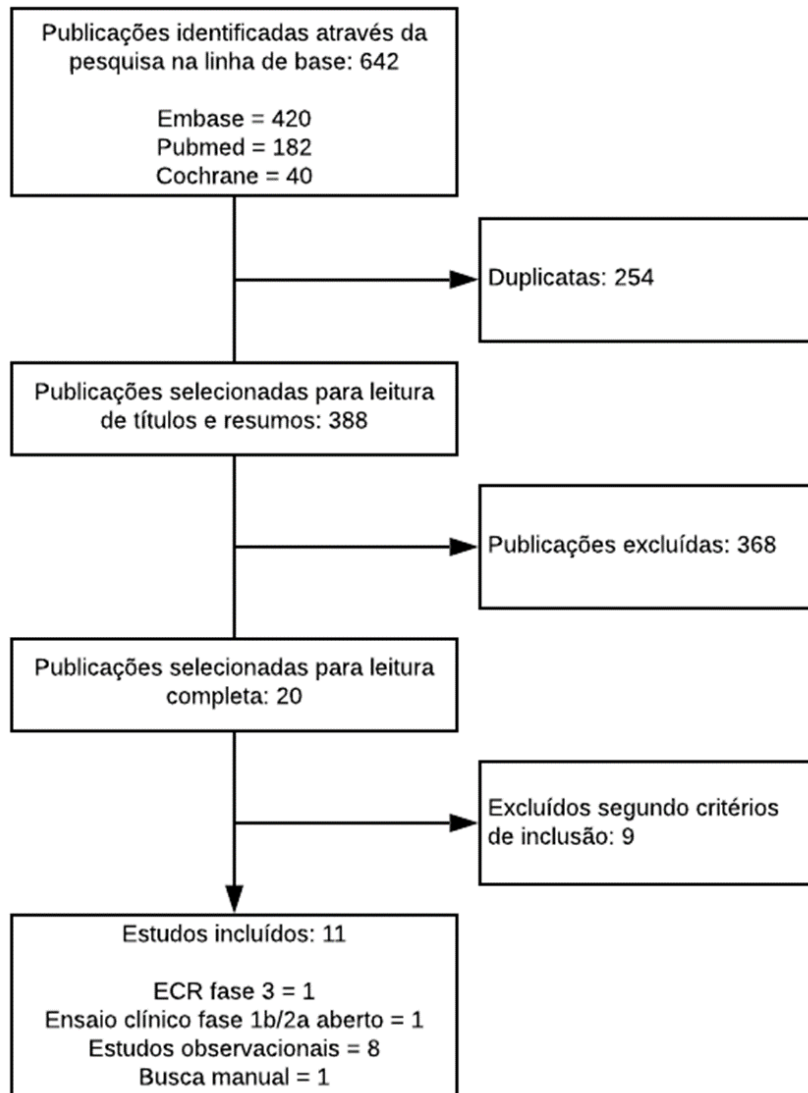 Publicações identificadas através da
pesquisa na linha de base: 642
Embase = 420
Pubmed = 182
Cochrane = 40
Duplicatas: 254
Publicações selecionadas para leitura
de títulos e resumos: 388
Publicações excluídas: 368
Publicações selecionadas para leitura
completa: 20
Excluídos segundo critérios
de inclusão: 9
Estudos incluídos: 11
ECR fase 3 = 1
Ensaio clínico fase 1b/2a aberto = 1
Estudos observacionais = 8
Busca manual = 1